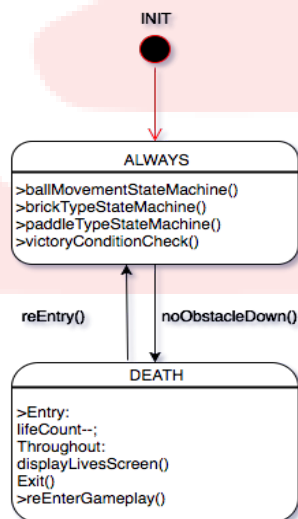 INIT
ALWAYS
>ballMovementStateMachine()
>brickTypeStateMachine()
>paddleTypeStateMachine()
>victoryConditionCheck()
reEntry()
noObstacleDown()
DEATH
>Entry:
lifeCount--;
Throughout:
displayLivesScreen()
Exit()
>reEnterGameplay()